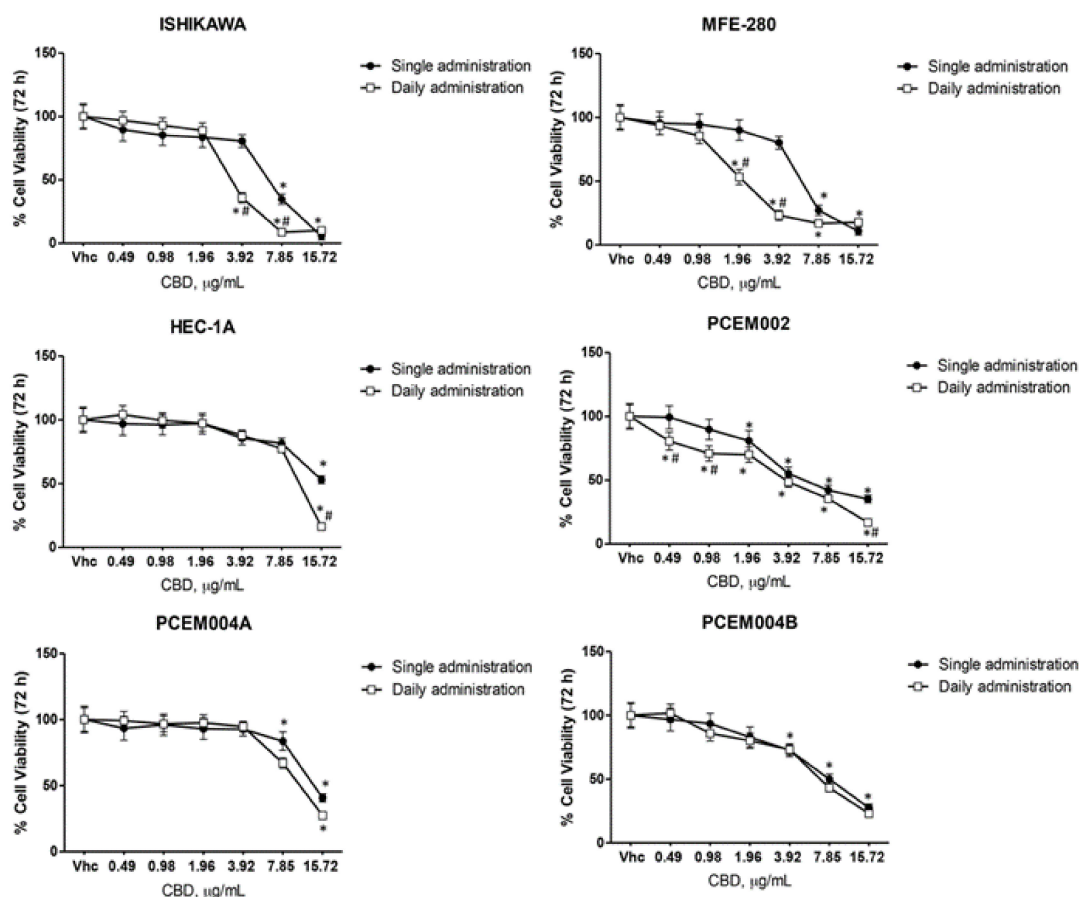 ISHIKAWA
% Cell Viability (72 h)
150
100
50
0
Single administration
Daily administration
*
*
*#
*#
Vhc 0.49 0.98 1.96 3.92 7.85 15.72
CBD, μg/mL
MFE-280
% Cell Viability (72 h)
150
100
50
0
Single administration
Daily administration
*#
*#
*
*
*
Vhc 0.49 0.98 1.96 3.92 7.85 15.72
CBD, μg/mL
HEC-1A
% Cell Viability (72 h)
150
100
50
0
Single administration
Daily administration
*
*#
Vhc 0.49 0.98 1.96 3.92 7.85 15.72
CBD, μg/mL
PCEM002
% Cell Viability (72 h)
150
100
50
0
Single administration
Daily administration
*
*
*
*
*#
*#
*
*
*
*#
Vhc 0.49 0.98 1.96 3.92 7.85 15.72
CBD, μg/mL
PCEM004A
% Cell Viability (72 h)
150
100
50
0
Single administration
Daily administration
*
*
*
Vhc 0.49 0.98 1.96 3.92 7.85 15.72
CBD, μg/mL
PCEM004B
% Cell Viability (72 h)
150
100
50
0
Single administration
Daily administration
*
*
*
Vhc 0.49 0.98 1.96 3.92 7.85 15.72
CBD, μg/mL